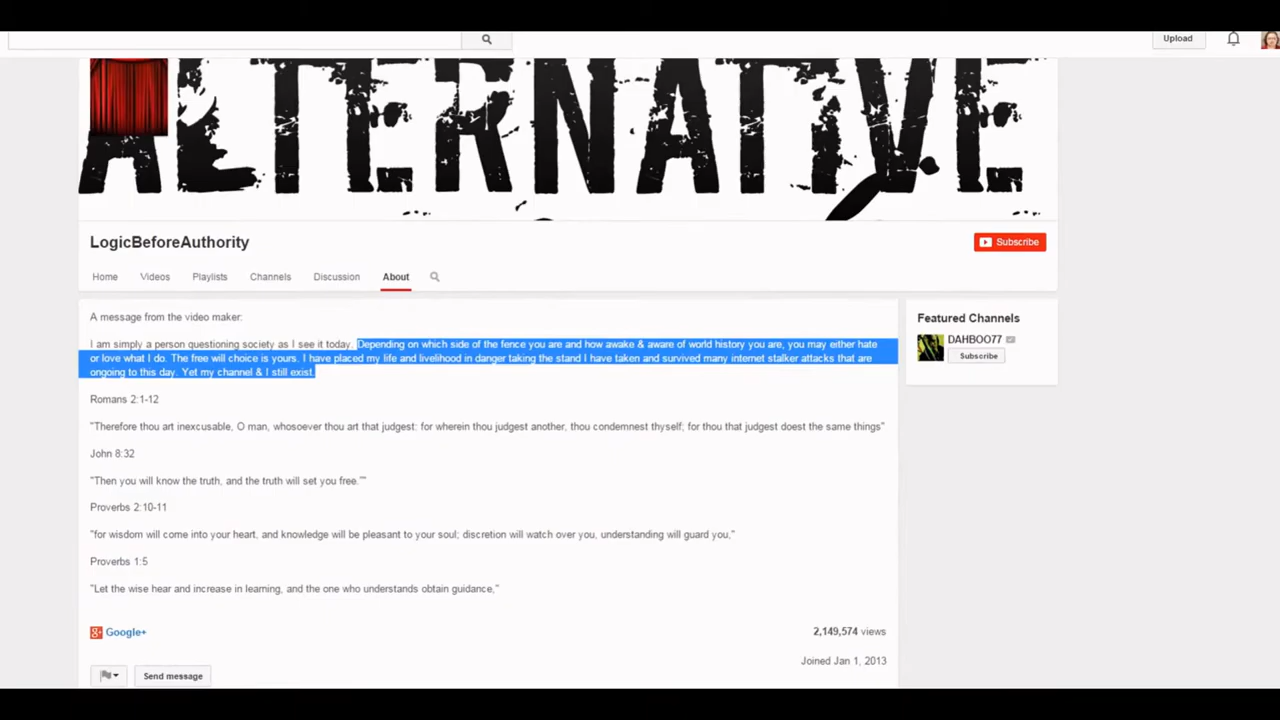 Upload
ALTERNATIVE
LogicBeforeAuthority
Subscribe
Home Videos Playlists Channels Discussion About
A message from the video maker:
I am simply a person questioning society as I see it today. Depending on which side of the fence you are and how awake & aware of world history you are, you may either hate
or love what I do. The free will choice is yours. I have placed my life and livelihood in danger taking the stand I have taken and survived many internet stalker attacks that are
ongoing to this day. Yet my channel & I still exist.
Romans 2:1-12
"Therefore thou art inexcusable, O man, whosoever thou art that judgest: for wherein thou judgest another, thou condemnest thyself; for thou that judgest doest the same things"
John 8:32
"Then you will know the truth, and the truth will set you free.""
Proverbs 2:10-11
"for wisdom will come into your heart, and knowledge will be pleasant to your soul; discretion will watch over you, understanding will guard you,"
Proverbs 1:5
"Let the wise hear and increase in learning, and the one who understands obtain guidance,"
g+ Google+
2,149,574 views
Joined Jan 1, 2013
Send message
Featured Channels
DAHBOO77
Subscribe